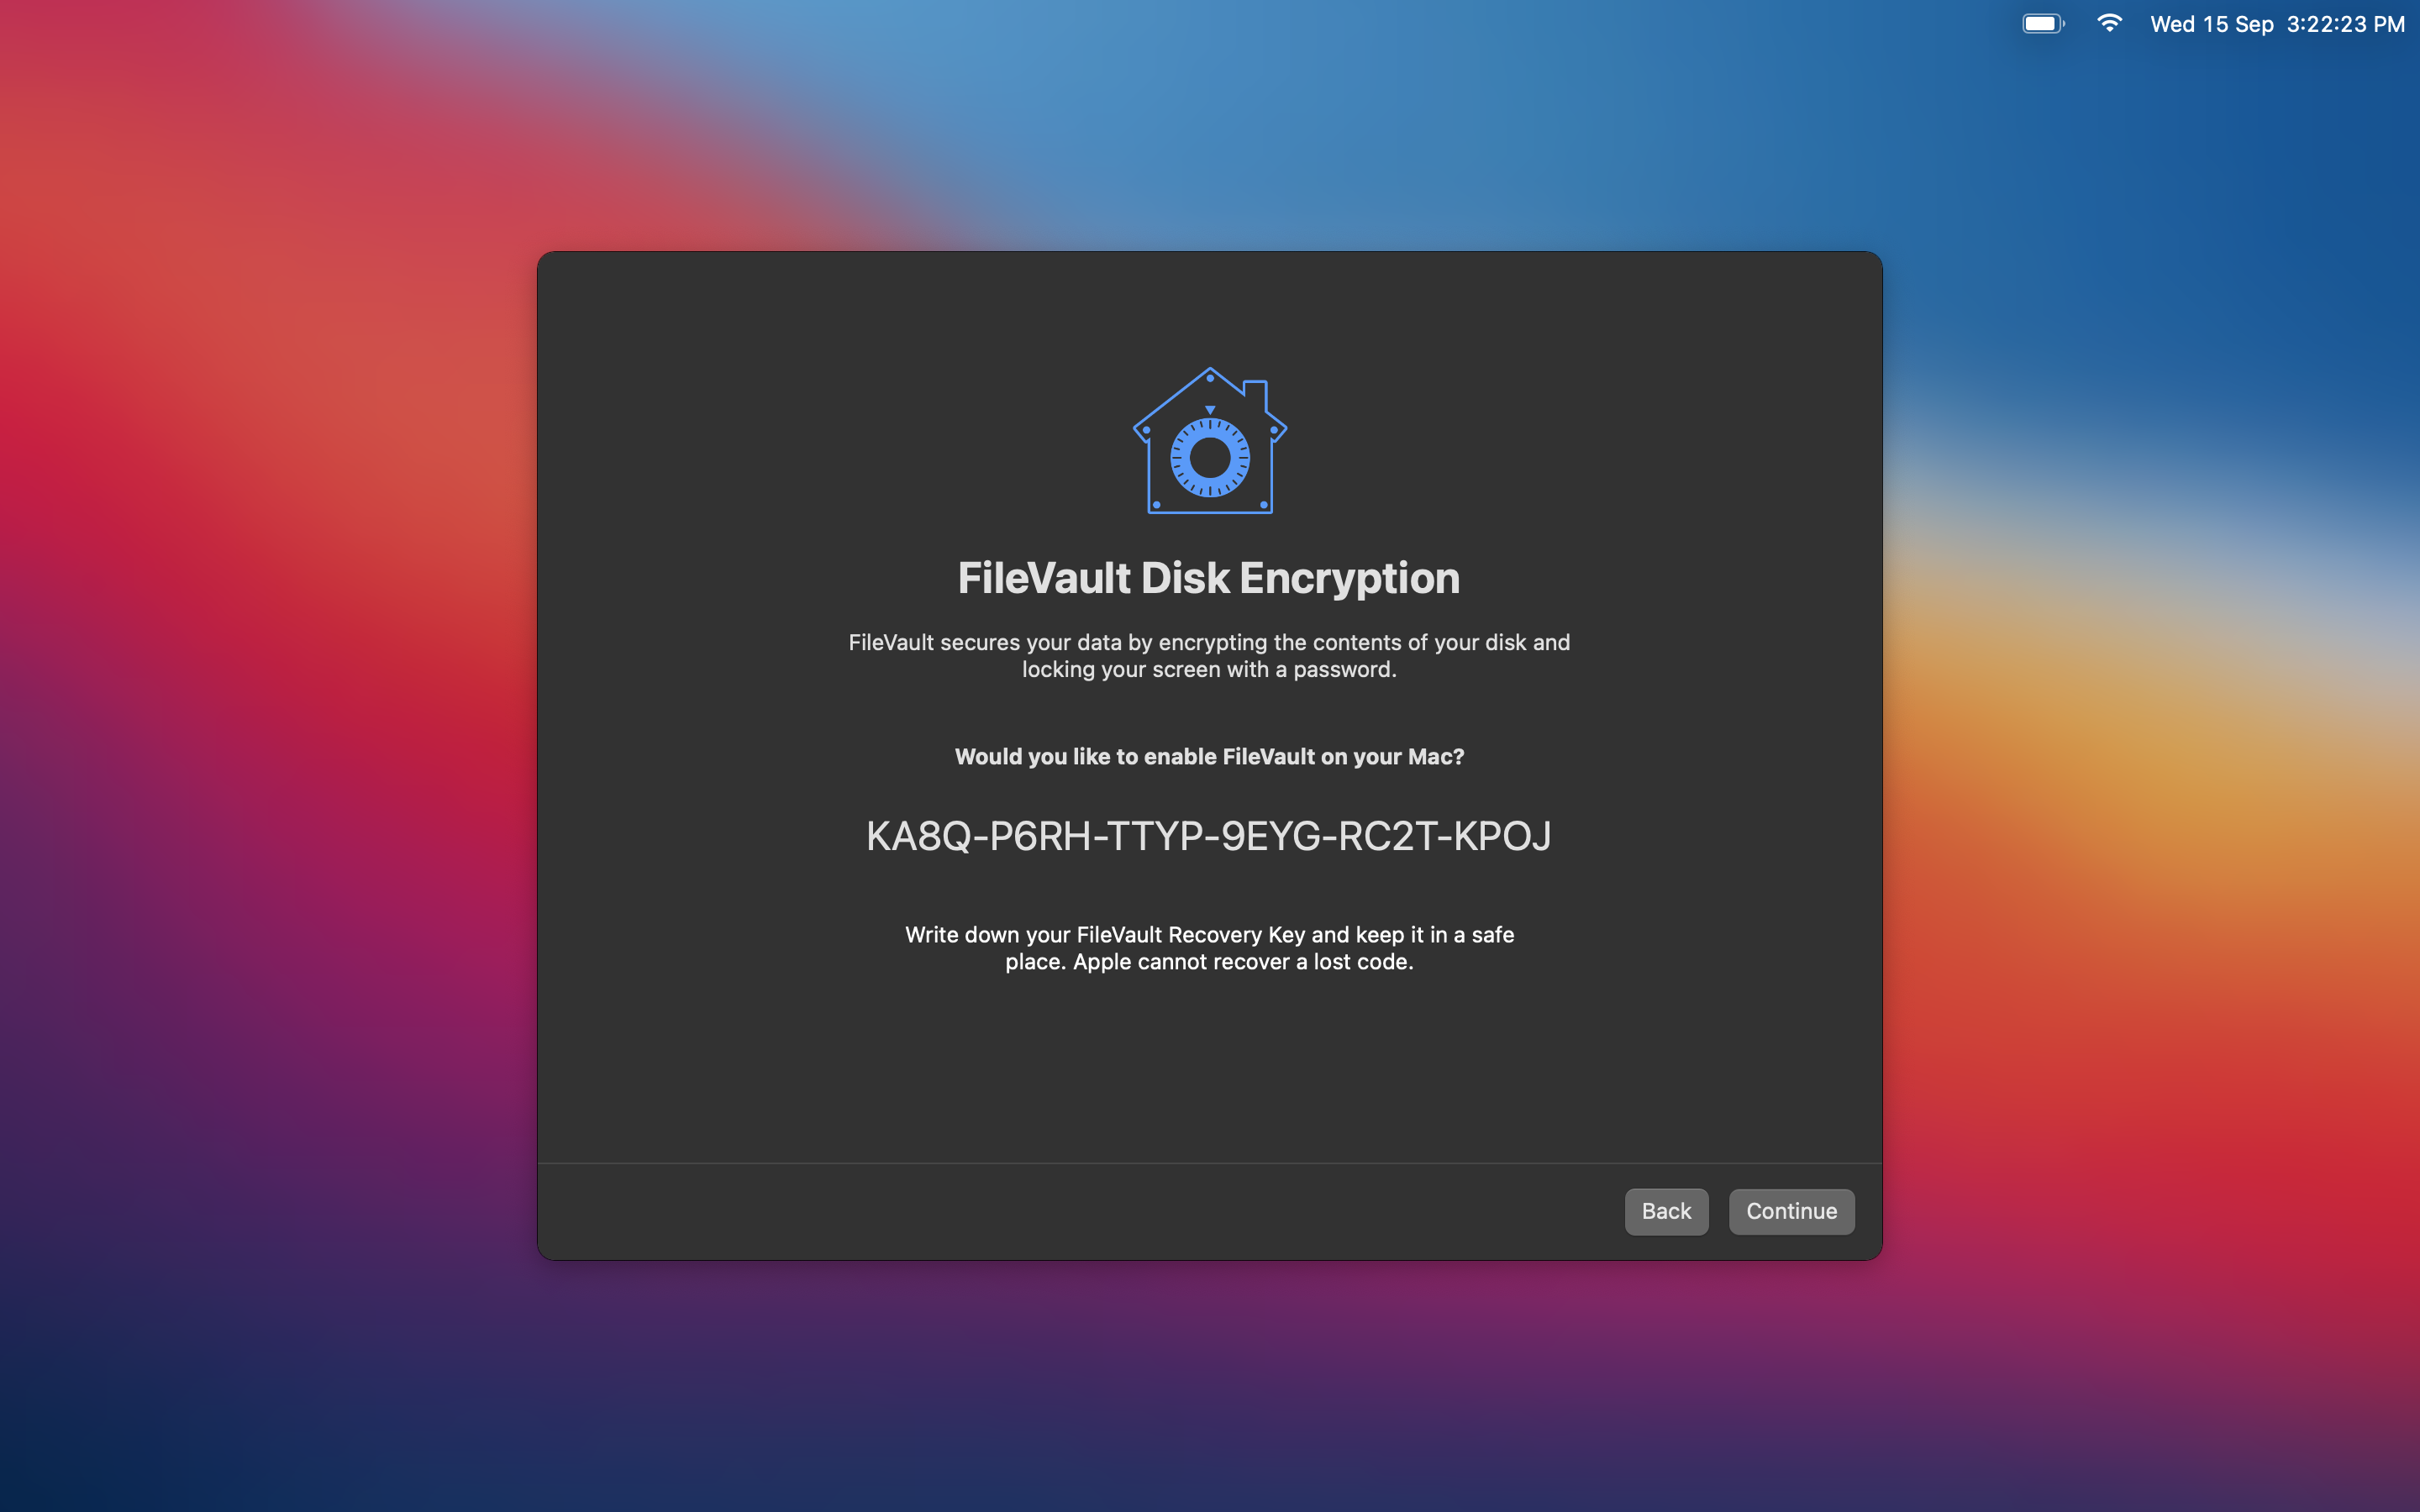 Wed 15 Sep 3:22:23 PM
FileVault Disk Encryption
FileVault secures your data by encrypting the contents of your disk and
locking your screen with a password.
Would you like to enable FileVault on your Mac?
KA8Q-P6RH-TTYP-9EYG-RC2T-KPOJ
Write down your FileVault Recovery Key and keep it in a safe
place. Apple cannot recover a lost code.
Back
Continue